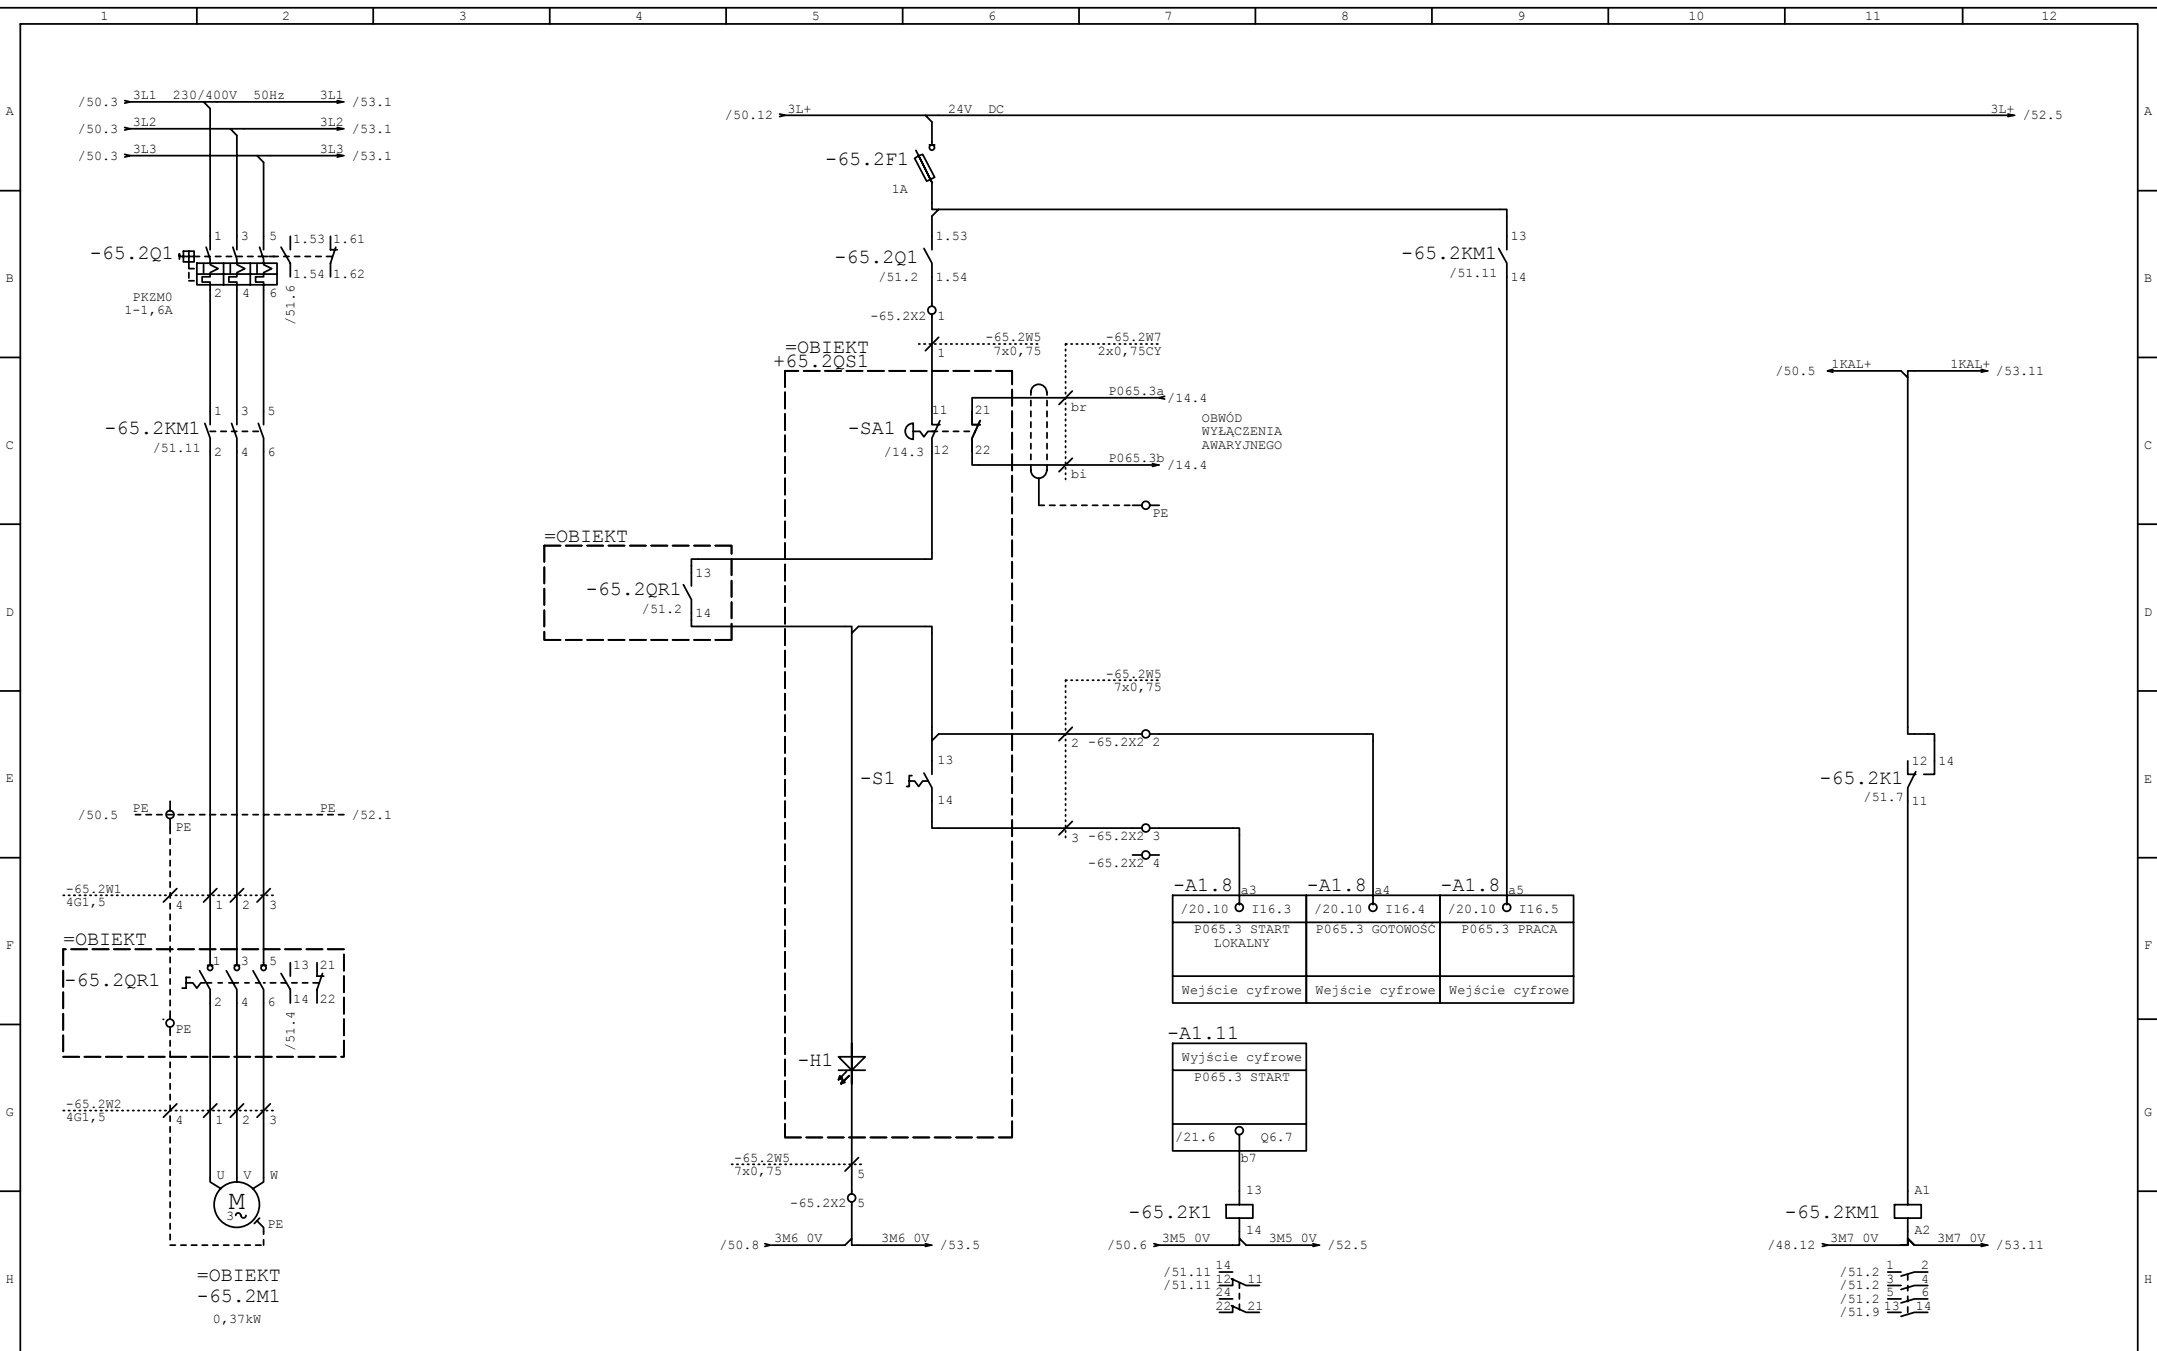 1 2 3 4 5 6 7 8 9 10 11 12
A A
B B
C C
D D
E E
F F
G G
H H
/50.3 3L1 230/400V 50Hz 3L1 /53.1
/50.3 3L2 3L2 /53.1
/50.3 3L3 3L3 /53.1
-65.2Q1
1 3 5 1.53 1.61
2 4 6 1.54 1.62
PKZM0
1-1,6A
/51.6
-65.2KM1
/51.11
1 3 5
2 4 6
/50.5 PE PE /52.1
PE
-65.2W1
4G1,5
4 1 2 3
=OBIEKT
-65.2QR1
1 3 5 13 21
2 4 6 14 22
PE
/51.4
-65.2W2
4G1,5
4 1 2 3
U V W
M
3
PE
=OBIEKT
-65.2M1
0,37kW
/50.12 3L+ 24V DC 3L+ /52.5
-65.2F1
1A
-65.2Q1
/51.2
1.53
1.54
-65.2X2 1
-65.2W5
7x0,75
1
-65.2W7
2x0,75CY
=OBIEKT
+65.2QS1
-SA1
/14.3
11 21
12 22
P065.3a /14.4
br
OBWÓD
WYŁĄCZENIA
AWARYJNEGO
P065.3b /14.4
bi
PE
=OBIEKT
-65.2QR1
/51.2
13
14
-65.2W5
7x0,75
2 -65.2X2 2
-S1
13
14
3 -65.2X2 3
-65.2X2 4
-H1
-65.2W5
7x0,75
5
-65.2X2 5
/50.8 3M6 0V 3M6 0V /53.5
-65.2KM1
/51.11
13
14
-A1.8 a3 -A1.8 a4 -A1.8 a5
/20.10 I16.3 /20.10 I16.4 /20.10 I16.5
P065.3 START P065.3 GOTOWOŚĆ P065.3 PRACA
LOKALNY
Wejście cyfrowe Wejście cyfrowe Wejście cyfrowe
-A1.11
Wyjście cyfrowe
P065.3 START
/21.6 Q6.7
b7
13
-65.2K1
14
/50.6 3M5 0V 3M5 0V /52.5
/51.11 14
/51.11 12 11
24
22 21
/50.5 1KAL+ 1KAL+ /53.11
-65.2K1
/51.7
12 14
11
A1
-65.2KM1
A2
/48.12 3M7 0V 3M7 0V /53.11
/51.2 1 2
/51.2 3 4
/51.2 5 6
/51.9 13 14